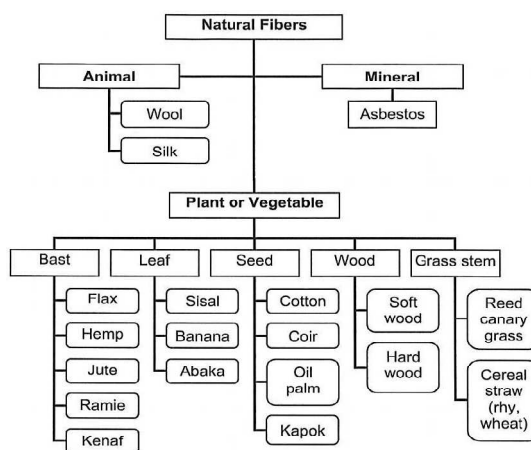 Natural Fibers
Animal
Mineral
Wool
Silk
Asbestos
Plant or Vegetable
Bast
Leaf
Seed
Wood
Grass stem
Flax
Hemp
Jute
Ramie
Kenaf
Sisal
Banana
Abaka
Cotton
Coir
Oil
palm
Kapok
Soft
wood
Hard
wood
Reed
canary
grass
Cereal
straw
(rhy,
wheat)